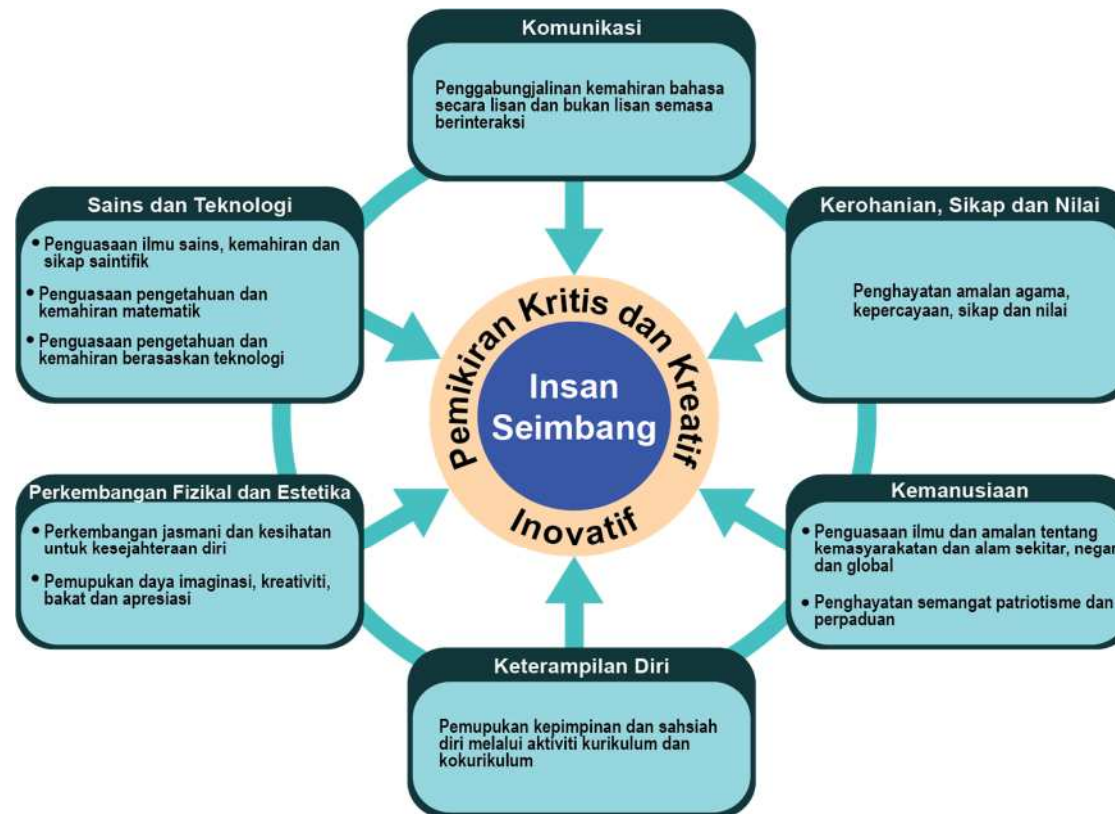 Komunikasi
Penggabungjalinan kemahiran bahasa
secara lisan dan bukan lisan semasa
berinteraksi
Sains dan Teknologi
• Penguasaan ilmu sains, kemahiran dan
sikap saintifik
• Penguasaan pengetahuan dan
kemahiran matematik
• Penguasaan pengetahuan dan
kemahiran berasaskan teknologi
Kerohanian, Sikap dan Nilai
Penghayatan amalan agama,
kepercayaan, sikap dan nilai
Pemikiran Kritis dan Kreatif
Insan
Seimbang
Inovatif
Perkembangan Fizikal dan Estetika
• Perkembangan jasmani dan kesihatan
untuk kesejahteraan diri
• Pemupukan daya imaginasi, kreativiti,
bakat dan apresiasi
Kemanusiaan
• Penguasaan ilmu dan amalan tentang
kemasyarakatan dan alam sekitar, negar
dan global
• Penghayatan semangat patriotisme dan
perpaduan
Keterampilan Diri
Pemupukan kepimpinan dan sahsiah
diri melalui aktiviti kurikulum dan
kokurikulum